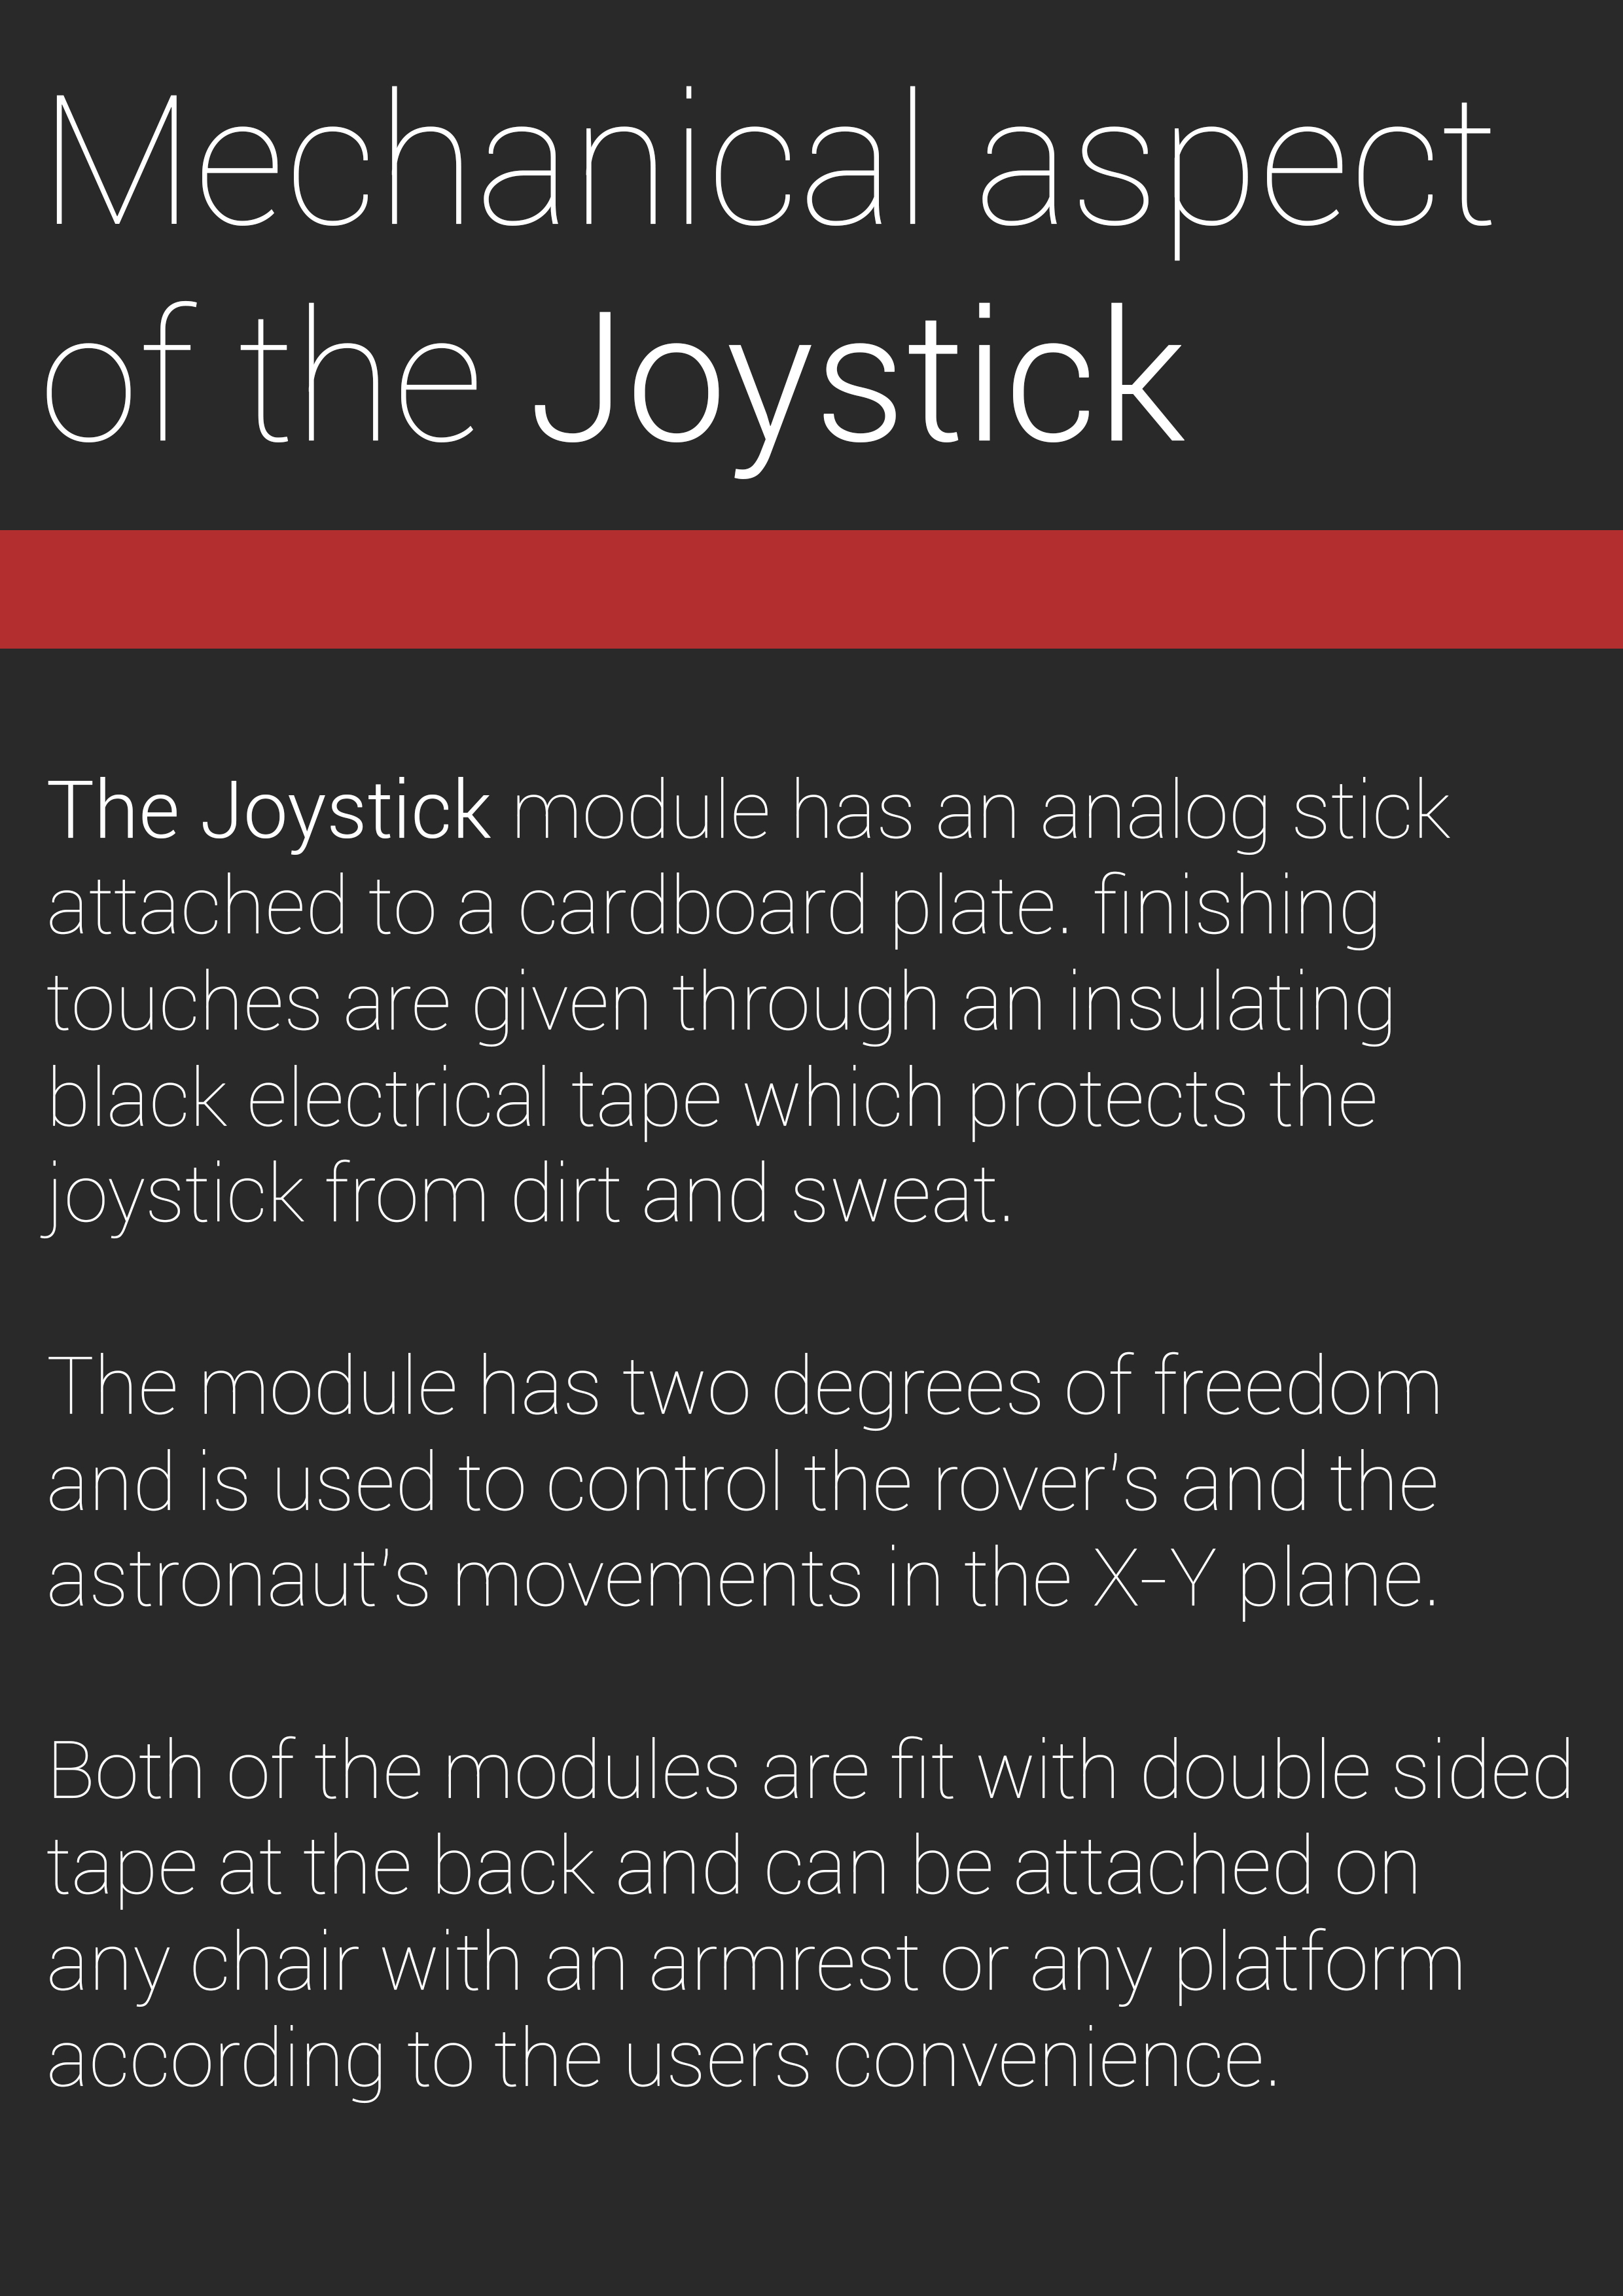 Mechanical aspect
of the Joystick
The Joystick module has an analog stick
attached to a cardboard plate. finishing
touches are given through an insulating
black electrical tape which protects the
joystick from dirt and sweat.
The module has two degrees of freedom
and is used to control the rover's and the
astronaut's movements in the X-Y plane.
Both of the modules are fit with double sided
tape at the back and can be attached on
any chair with an armrest or any platform
according to the users convenience.